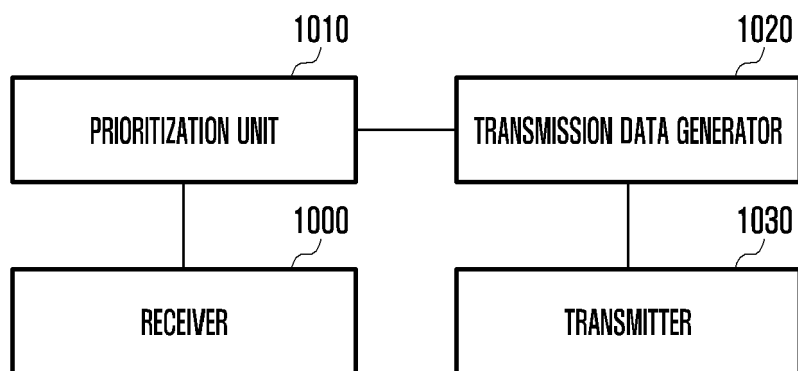 1010
PRIORITIZATION UNIT
1020
TRANSMISSION DATA GENERATOR
1000
RECEIVER
1030
TRANSMITTER